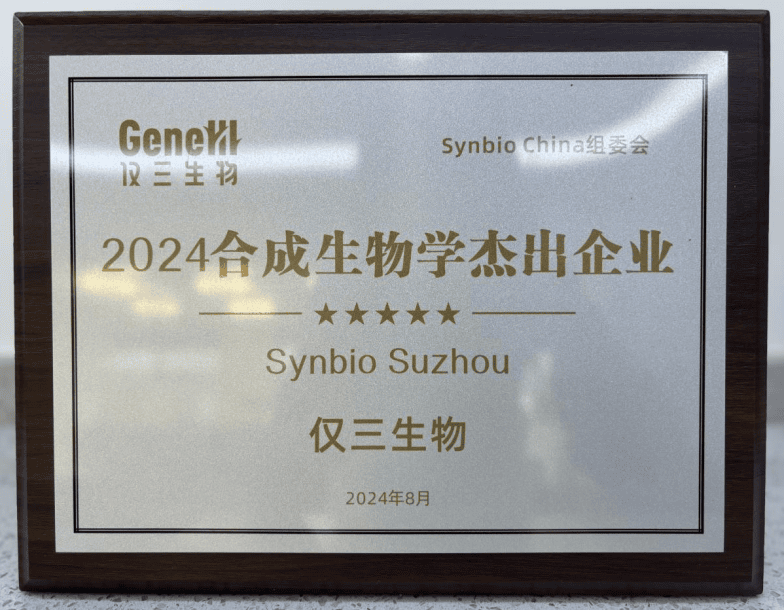 GeneIII
仅三生物
Synbio China组委会
2024合成生物学杰出企业
★★★★★
Synbio Suzhou
仅三生物
2024年8月